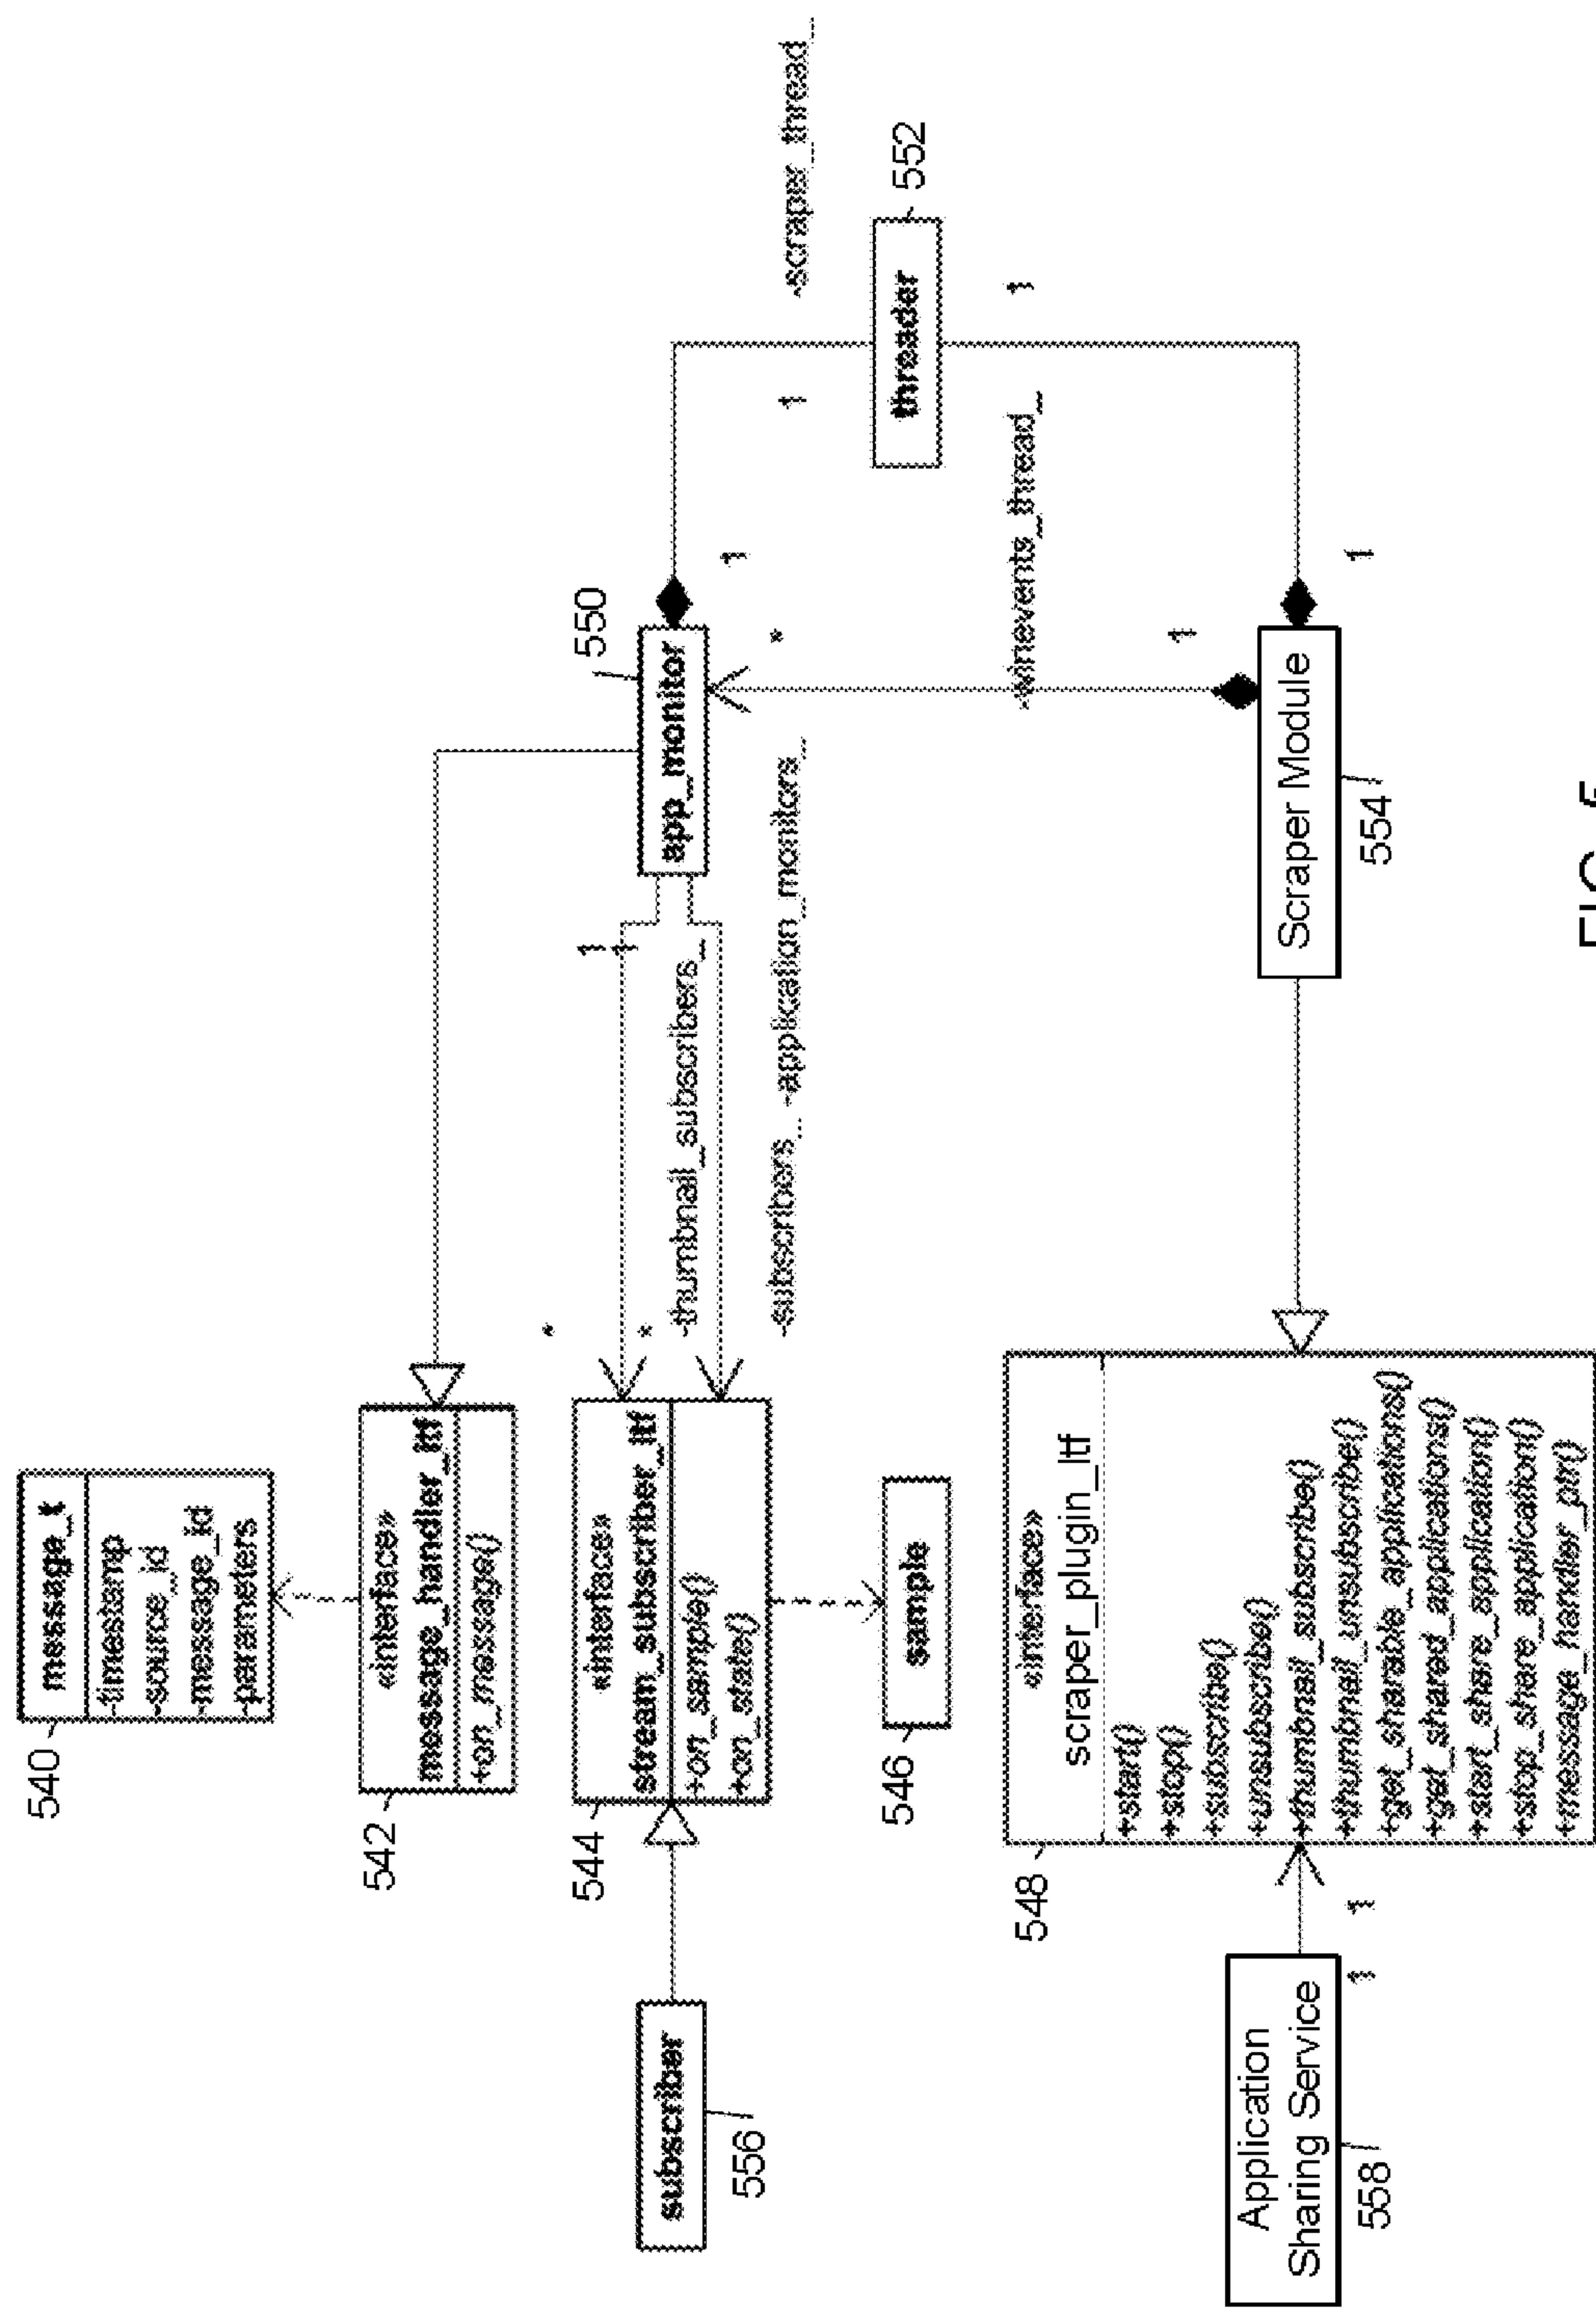 540
message_t
-timestamp
-source_id
-message_id
-parameters
542
«interface»
message_handler_itf
+on_message()
*
544
«interface»
stream_subscriber_itf
+on_sample()
+on_state()
*
1
1
-thumbnail_subscribers_
-subscribers_
-application_monitors_
550
app_monitor
1
*
1
-scraper_thread_
threader
552
1
-winevents_thread_
subscriber
556
546
sample
548
«interface»
scraper_plugin_itf
+start()
+stop()
+subscribe()
+unsubscribe()
+thumbnail_subscribe()
+thumbnail_unsubscribe()
+get_sharable_applications()
+get_shared_applications()
+start_share_application()
+stop_share_application()
+message_handler_ptr()
1
1
Scraper Module
554
Application
Sharing Service
558
1
1
FIG. 5